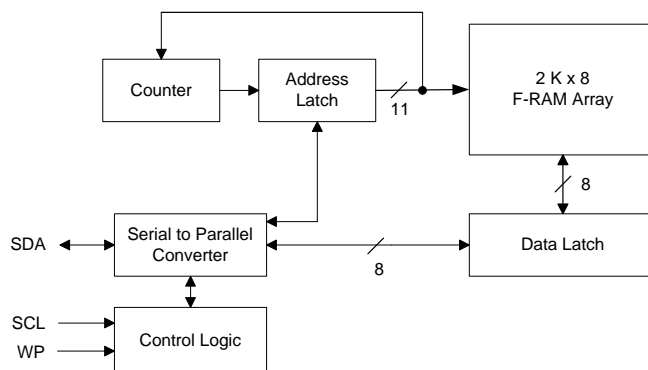 Counter
Address
Latch
11
2 K x 8
F-RAM Array
8
SDA
Serial to Parallel
Converter
8
Data Latch
SCL
WP
Control Logic